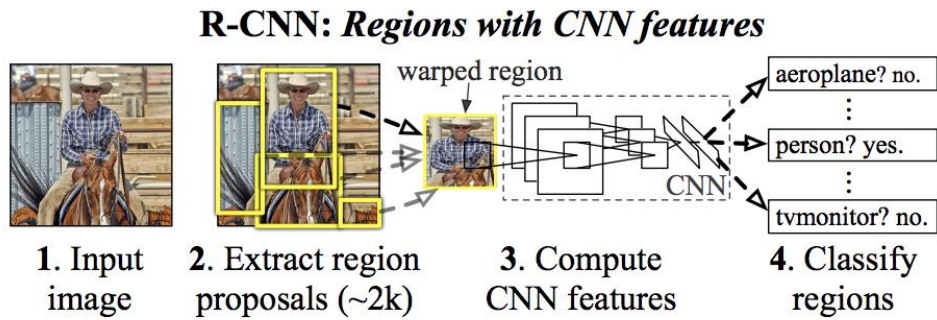 R-CNN: Regions with CNN features
warped region
aeroplane? no.
person? yes.
tvmonitor? no.
CNN
1. Input
image
2. Extract region
proposals (~2k)
3. Compute
CNN features
4. Classify
regions